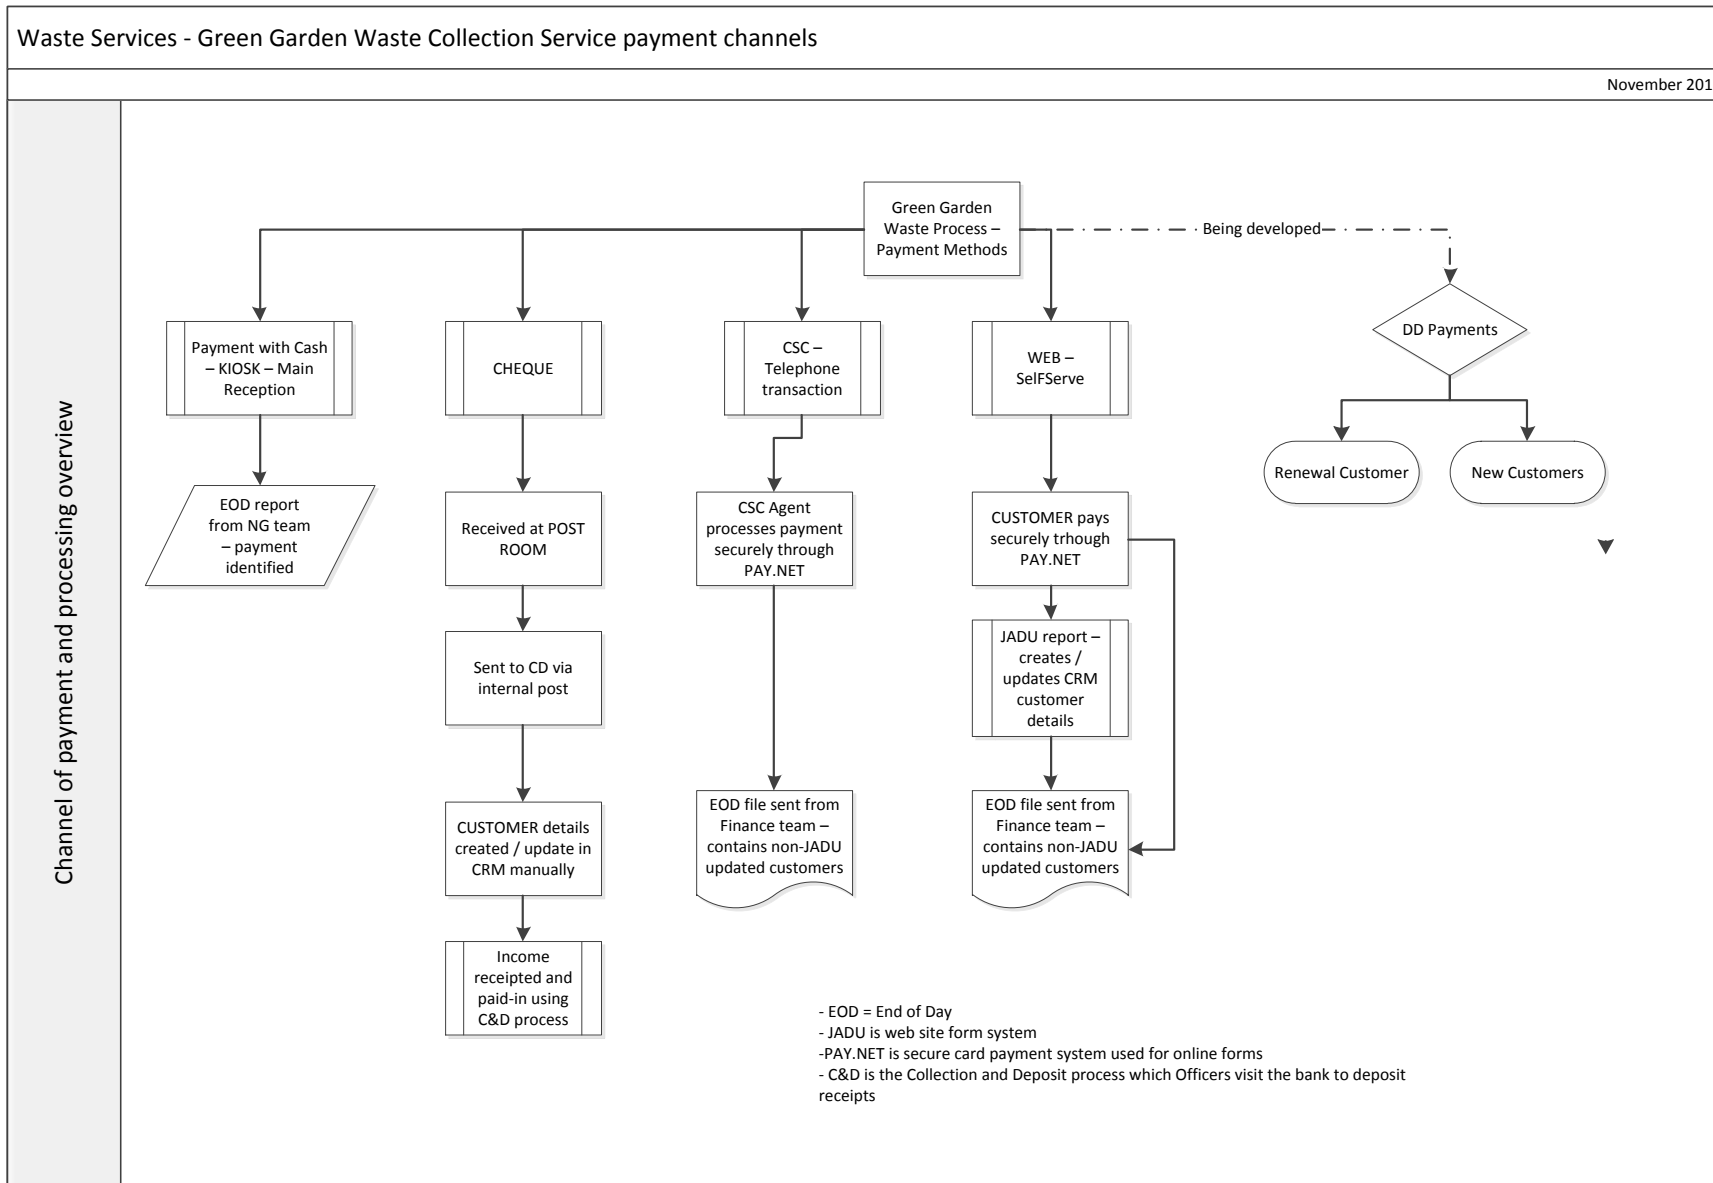 Waste Services - Green Garden Waste Collection Service payment channels
November 201
Channel of payment and processing overview
Green Garden
Waste Process –
Payment Methods
Being developed
Payment with Cash
– KIOSK – Main
Reception
CHEQUE
CSC –
Telephone
transaction
WEB –
SelFServe
DD Payments
Renewal Customer
New Customers
EOD report
from NG team
– payment
identified
Received at POST
ROOM
CSC Agent
processes payment
securely through
PAY.NET
CUSTOMER pays
securely trhough
PAY.NET
Sent to CD via
internal post
JADU report –
creates /
updates CRM
customer
details
CUSTOMER details
created / update in
CRM manually
EOD file sent from
Finance team –
contains non-JADU
updated customers
EOD file sent from
Finance team –
contains non-JADU
updated customers
Income
receipted and
paid-in using
C&D process
- EOD = End of Day
- JADU is web site form system
-PAY.NET is secure card payment system used for online forms
- C&D is the Collection and Deposit process which Officers visit the bank to deposit
receipts